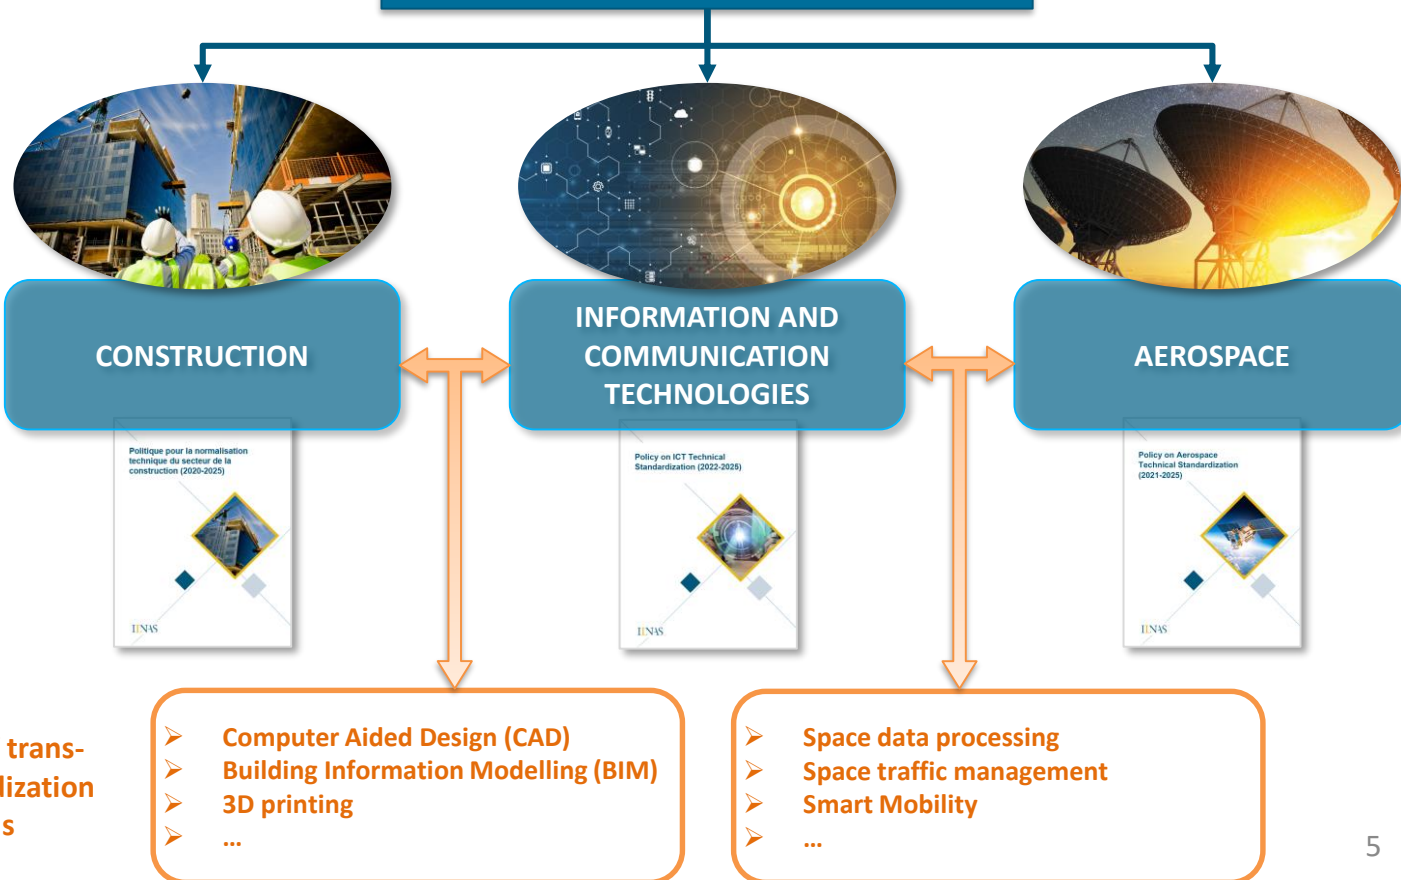 CONSTRUCTION
INFORMATION AND
COMMUNICATION
TECHNOLOGIES
AEROSPACE
Politique pour la normalisation
technique du secteur de la
construction (2020-2025)
ILNAS
Policy on ICT Technical
Standardization (2022-2025)
ILNAS
Policy on Aerospace
Technical Standardization
(2021-2025)
ILNAS
trans-
lization
s
➢ Computer Aided Design (CAD)
➢ Building Information Modelling (BIM)
➢ 3D printing
➢ ...
➢ Space data processing
➢ Space traffic management
➢ Smart Mobility
➢ ...
5